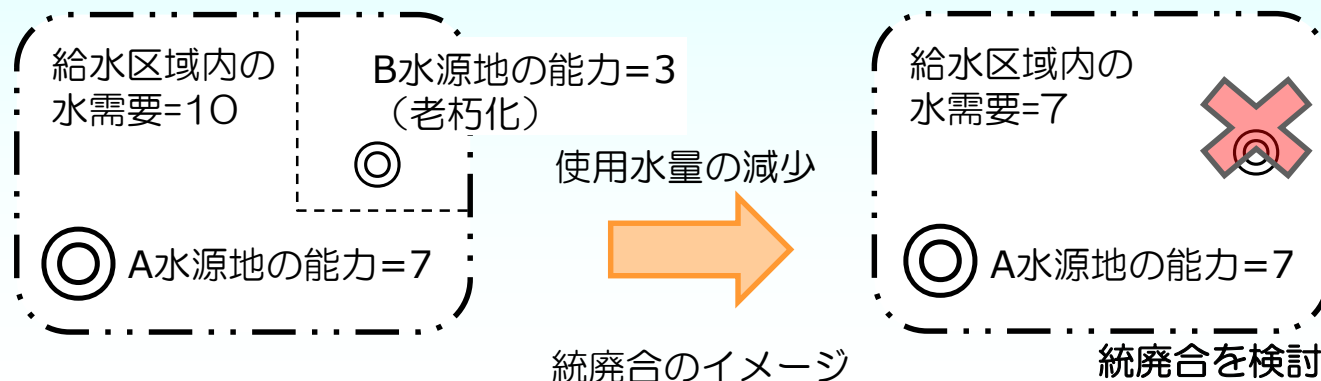 給水区域内の
水需要=10
B水源地の能力=3
（老朽化）
A水源地の能力=7
使用水量の減少
統廃合のイメージ
給水区域内の
水需要=7
A水源地の能力=7
統廃合を検討